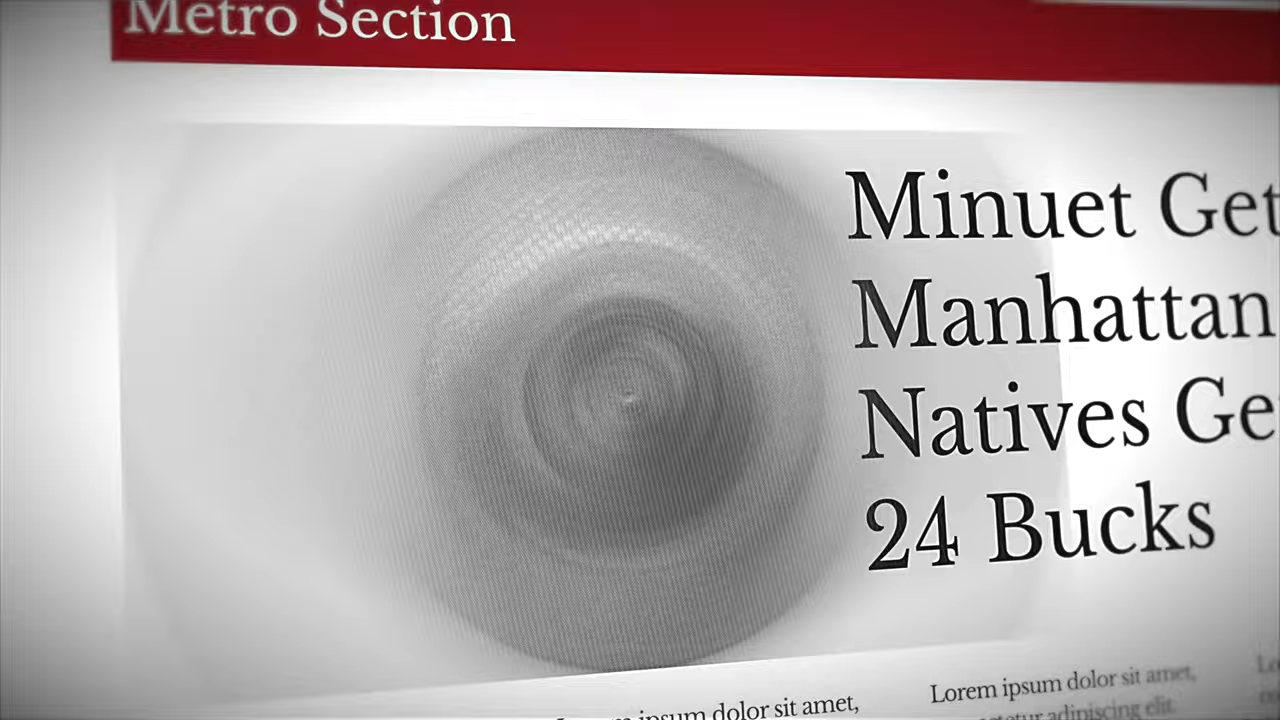 Metro Section
Minuet Get
Manhattan
Natives Ge
24 Bucks
ipsum dolor sit amet,
Lorem ipsum dolor sit amet,
adipiscing elit